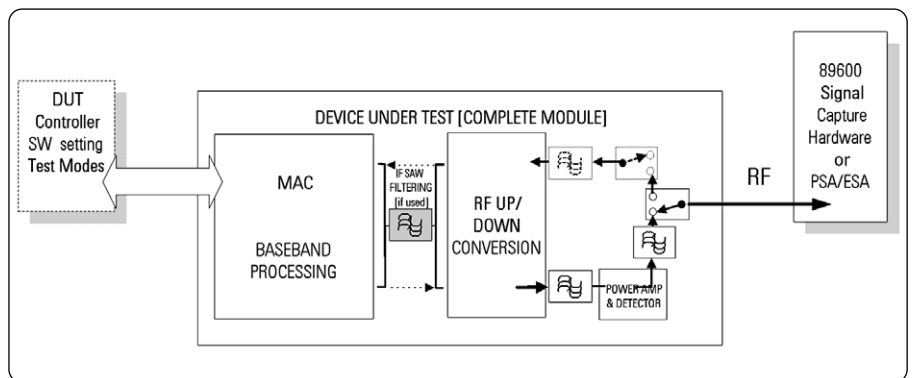 DUT
Controller
SW setting
Test Modes
DEVICE UNDER TEST [COMPLETE MODULE]
MAC
BASEBAND
PROCESSING
IF SAW
FILTERING
[if used]
RF UP/
DOWN
CONVERSION
POWER AMP
& DETECTOR
RF
89600
Signal
Capture
Hardware
or
PSA/ESA